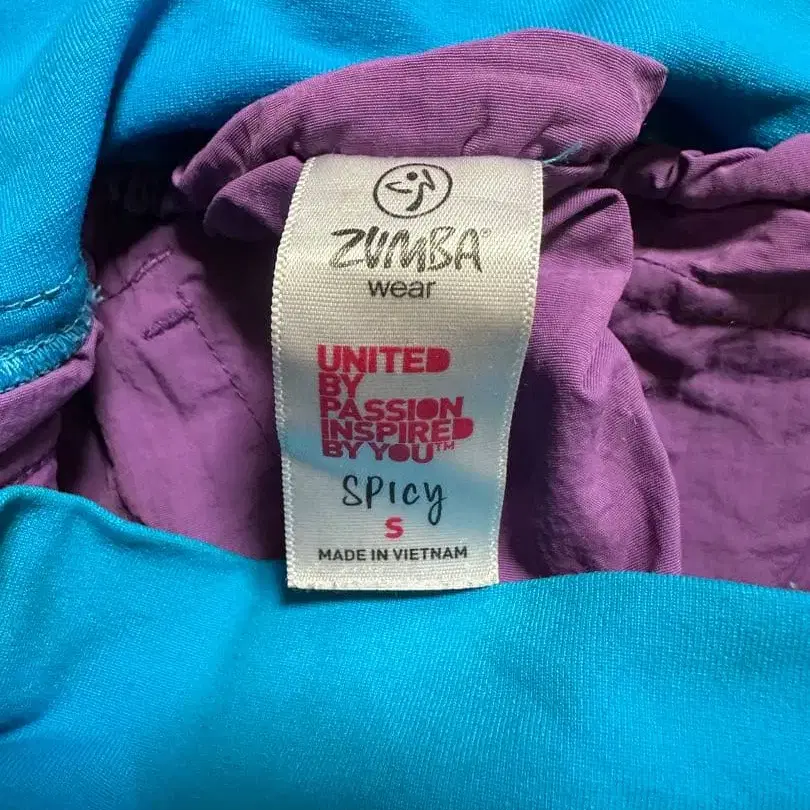 ZUMBA®
wear
UNITED
BY
PASSION
INSPIRED
BY YOU™
SPICY
S
MADE IN VIETNAM